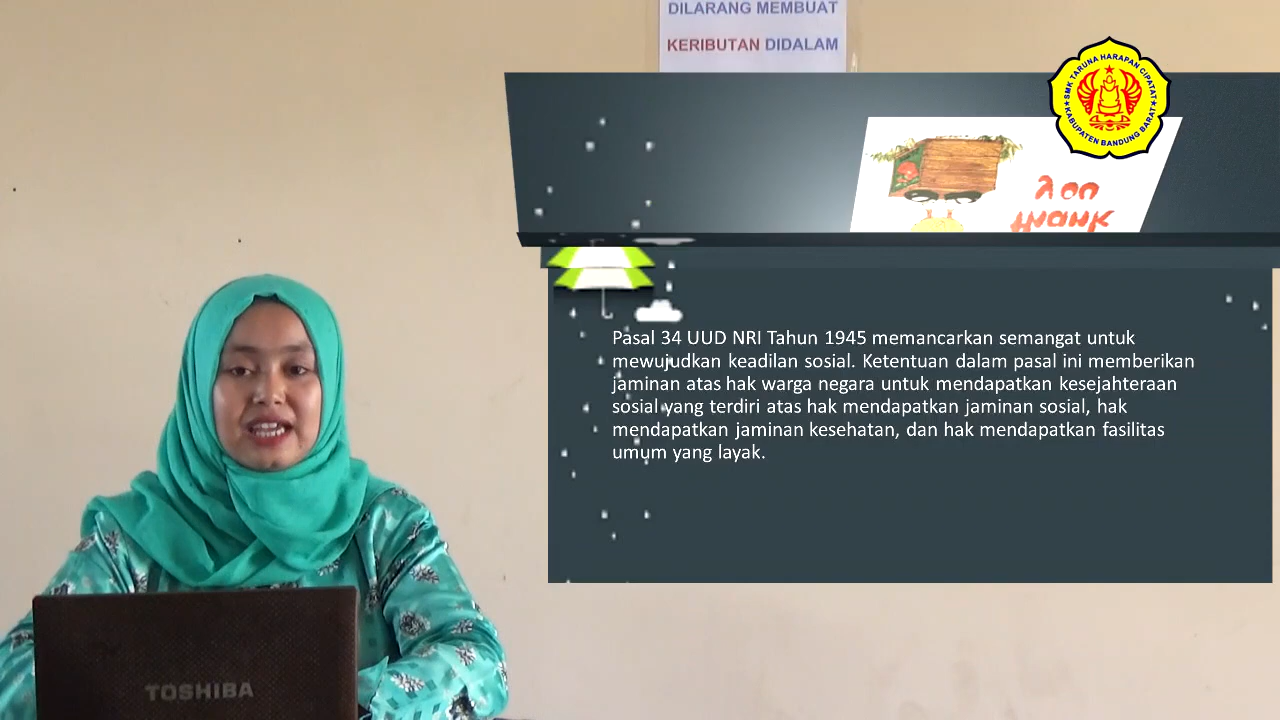 DILARANG MEMBUAT
KERIBUTAN DIDALAM
SMK TARUNA HARAPAN CIPATAT
KABUPATEN BANDUNG BARAT
you
Thank
Pasal 34 UUD NRI Tahun 1945 memancarkan semangat untuk
mewujudkan keadilan sosial. Ketentuan dalam pasal ini memberikan
jaminan atas hak warga negara untuk mendapatkan kesejahteraan
sosial yang terdiri atas hak mendapatkan jaminan sosial, hak
mendapatkan jaminan kesehatan, dan hak mendapatkan fasilitas
umum yang layak.
TOSHIBA